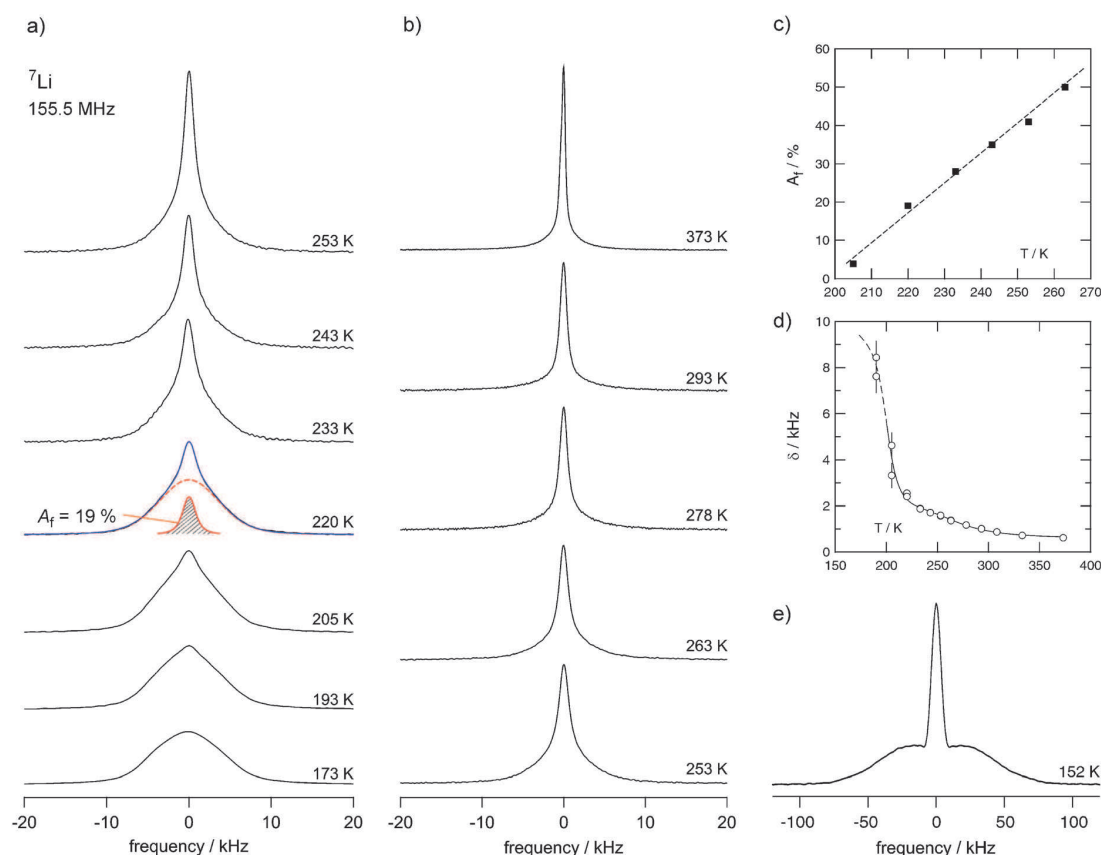 a)
⁷Li
155.5 MHz
253 K
243 K
233 K
A_f = 19 %
220 K
205 K
193 K
173 K
-20 -10 0 10 20
frequency / kHz
b)
373 K
293 K
278 K
263 K
253 K
-20 -10 0 10 20
frequency / kHz
c)
60
50
40
30
20
10
0
A_f / %
T / K
200 210 220 230 240 250 260 270
d)
10
8
6
4
2
0
δ / kHz
T / K
150 200 250 300 350 400
e)
152 K
-100 -50 0 50 100
frequency / kHz